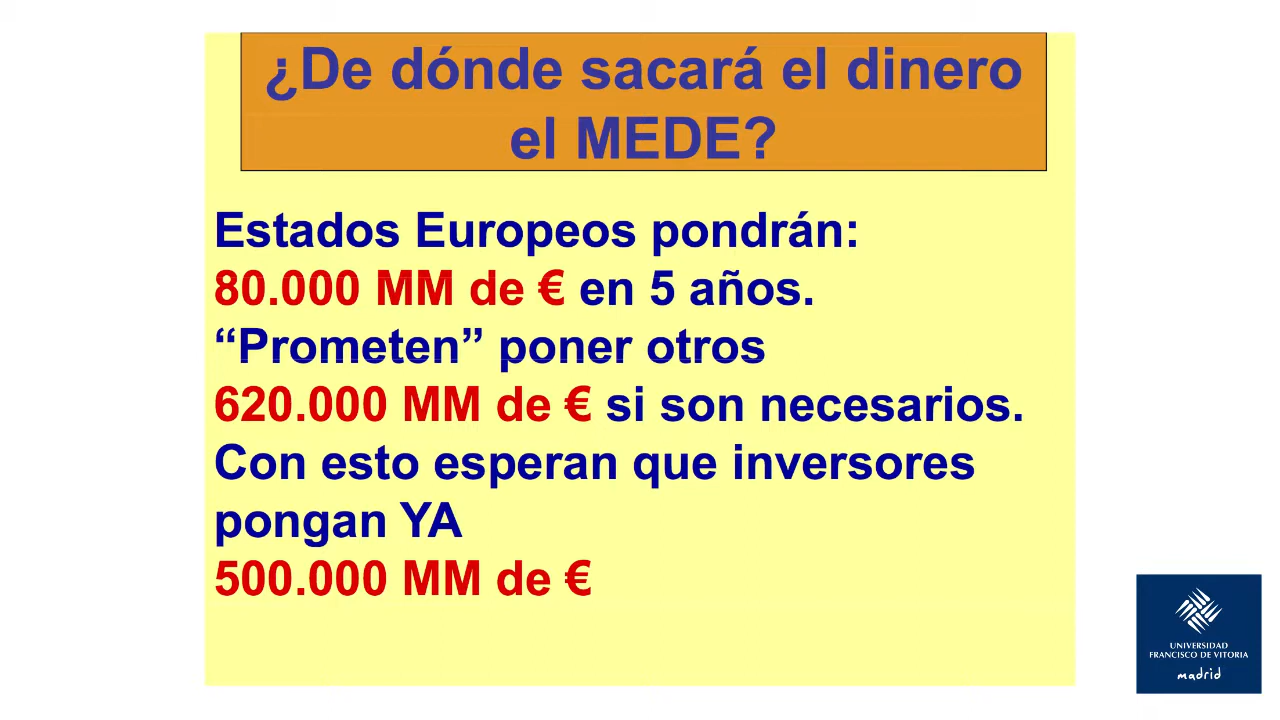 ¿De dónde sacará el dinero
el MEDE?
Estados Europeos pondrán:
80.000 MM de € en 5 años.
“Prometen” poner otros
620.000 MM de € si son necesarios.
Con esto esperan que inversores
pongan YA
500.000 MM de €
UNIVERSIDAD
FRANCISCO DE VITORIA
madrid